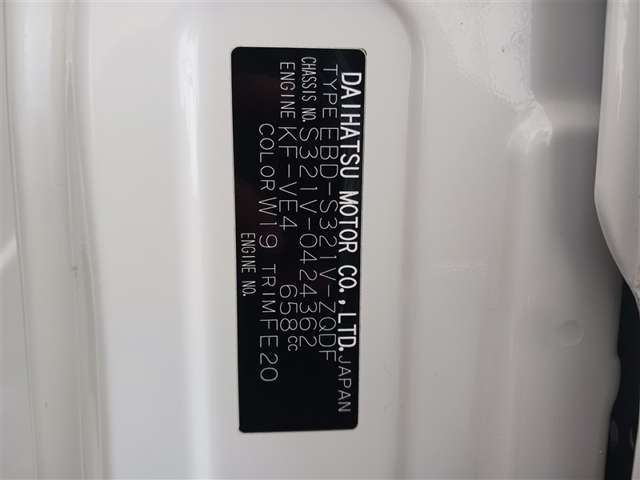 DAIHATSU MOTOR CO., LTD. JAPAN
TYPE EBD-S321V-ZQDF
CHASSIS NO. S321V-0424362
ENGINE KF-VE4 658cc
COLOR W19 TRIM FE20
ENGINE NO.